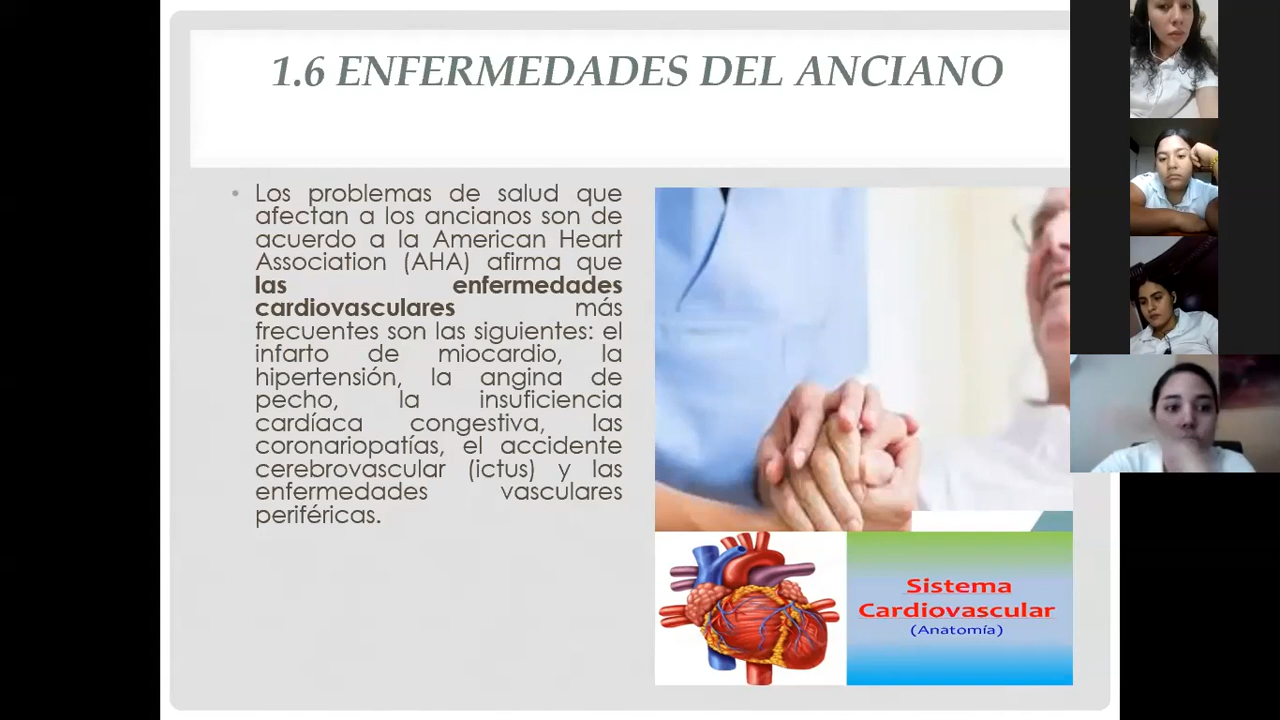 1.6 ENFERMEDADES DEL ANCIANO
• Los problemas de salud que
afectan a los ancianos son de
acuerdo a la American Heart
Association (AHA) afirma que
las enfermedades
cardiovasculares más
frecuentes son las siguientes: el
infarto de miocardio, la
hipertensión, la angina de
pecho, la insuficiencia
cardíaca congestiva, las
coronariopatías, el accidente
cerebrovascular (ictus) y las
enfermedades vasculares
periféricas.
Sistema
Cardiovascular
(Anatomía)